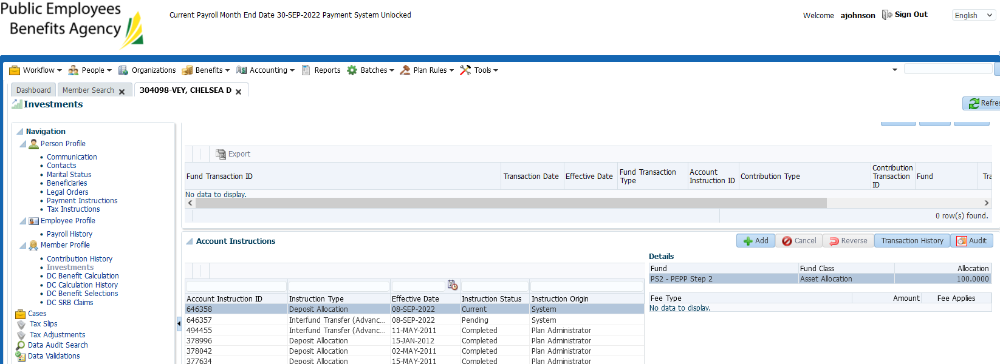 Public Employees
Benefits Agency
Current Payroll Month End Date 30-SEP-2022 Payment System Unlocked
Welcome ajohnson Sign Out English
Workflow People Organizations Benefits Accounting Reports Batches Plan Rules Tools
Dashboard Member Search 304098-VEY, CHELSEA D
Investments
Navigation
Person Profile
Communication
Contacts
Marital Status
Beneficiaries
Legal Orders
Payment Instructions
Tax Instructions
Employee Profile
Payroll History
Member Profile
Contribution History
Investments
DC Benefit Calculation
DC Calculation History
DC Benefit Selections
DC SRB Claims
Cases
Tax Slips
Tax Adjustments
Data Audit Search
Data Validations
Refres
Export
Fund Transaction ID Transaction Date Effective Date Fund Transaction Type Account Instruction ID Contribution Type Contribution Transaction ID Fund Tra
No data to display.
0 row(s) found.
Account Instructions
Add Cancel Reverse Transaction History Audit
Account Instruction ID Instruction Type Effective Date Instruction Status Instruction Origin
646358 Deposit Allocation 08-SEP-2022 Current System
646357 Interfund Transfer (Advanc... 08-SEP-2022 Pending System
494455 Interfund Transfer (Advanc... 11-MAY-2011 Completed Plan Administrator
378996 Deposit Allocation 15-JAN-2012 Completed Plan Administrator
378042 Deposit Allocation 02-MAY-2011 Completed Plan Administrator
377634 Deposit Allocation 15-MAY-2011 Completed Plan Administrator
Details
Fund Fund Class Allocation
PS2 - PEPP Step 2 Asset Allocation 100.0000
Fee Type Amount Fee Applies
No data to display.